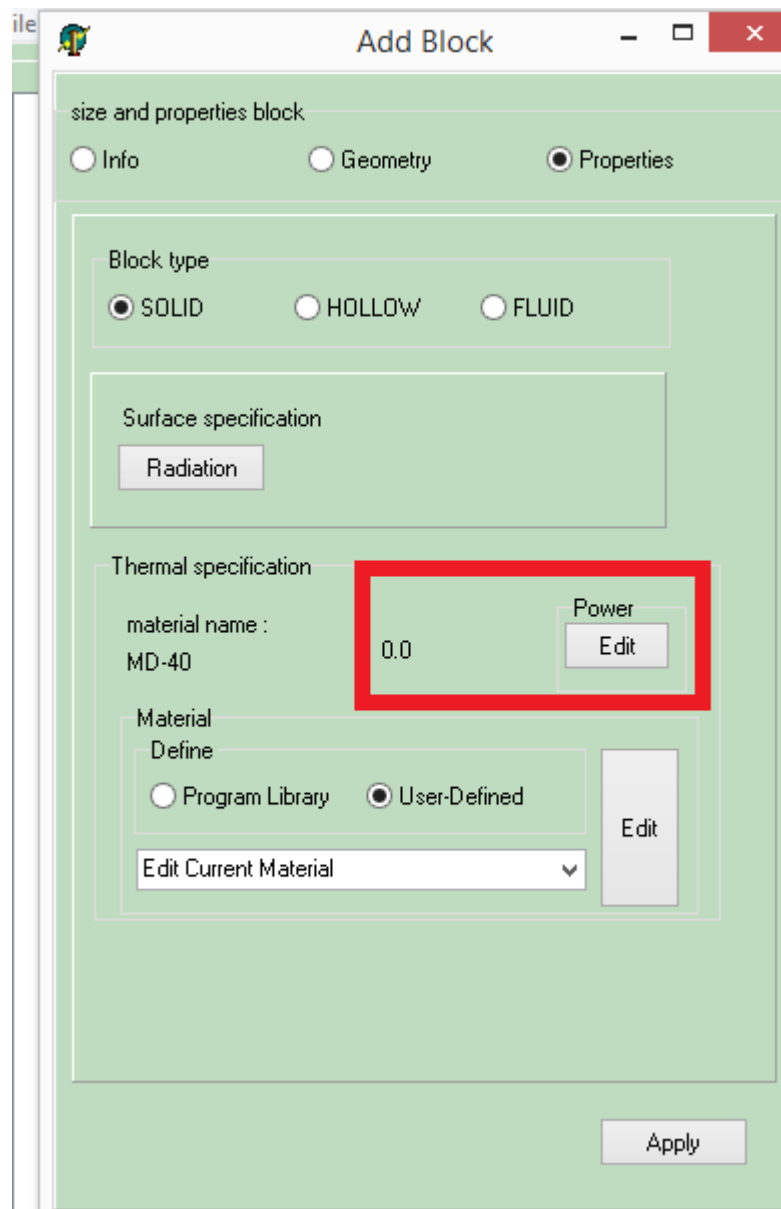 ile
Add Block
size and properties block
Info Geometry Properties
Block type
SOLID HOLLOW FLUID
Surface specification
Radiation
Thermal specification
material name :
MD-40
0.0
Power
Edit
Material
Define
Program Library User-Defined
Edit Current Material
Edit
Apply